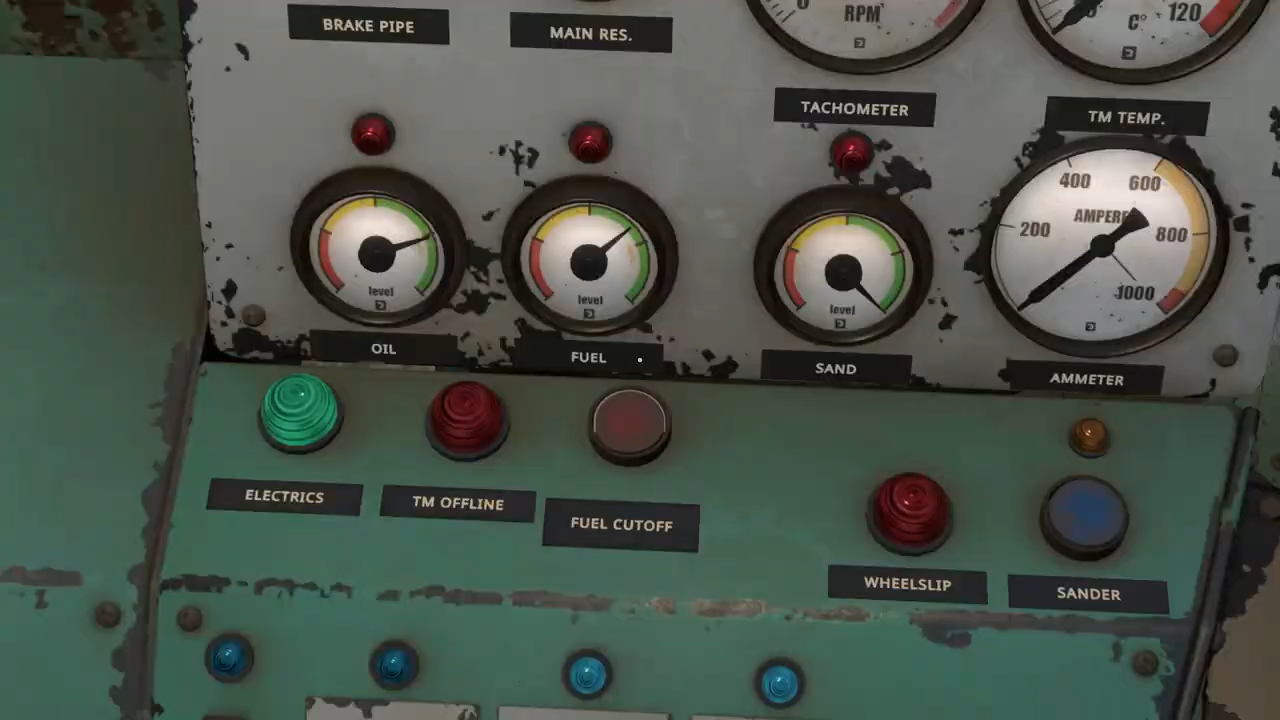 BRAKE PIPE
MAIN RES.
0
RPM
C°
120
TACHOMETER
TM TEMP.
level
level
level
200
400
600
800
1000
OIL
FUEL
SAND
AMMETER
ELECTRICS
TM OFFLINE
FUEL CUTOFF
WHEELSLIP
SANDER